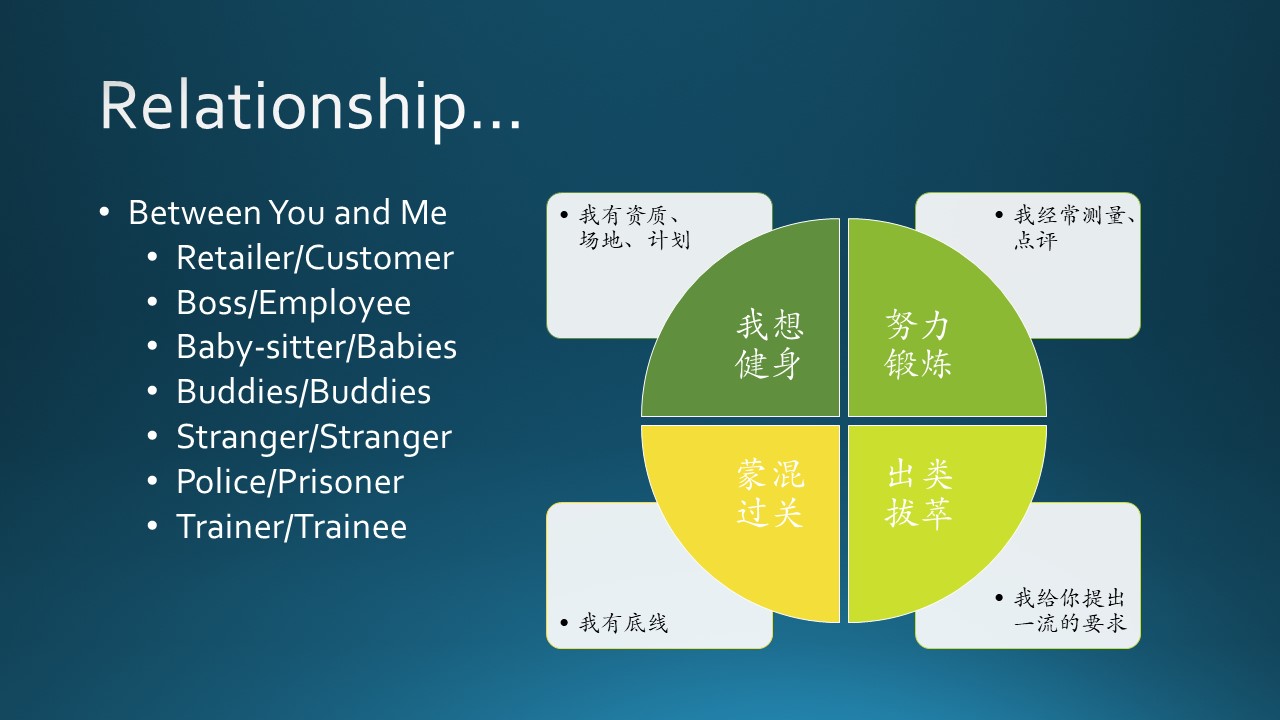 Relationship...
• Between You and Me
• Retailer/Customer
• Boss/Employee
• Baby-sitter/Babies
• Buddies/Buddies
• Stranger/Stranger
• Police/Prisoner
• Trainer/Trainee
• 我有资质、
场地、计划
我想
健身
• 我经常测量、
点评
努力
锻炼
蒙混
过关
• 我有底线
出类
拔萃
• 我给你提出
一流的要求